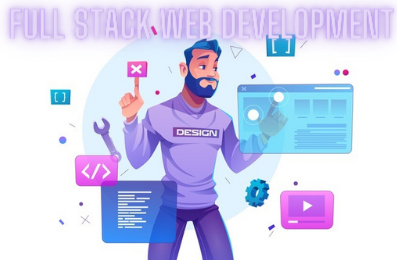 FULL STACK WEB DEVELOPMENT
[ ]
×
[ ]
DESIGN
</>